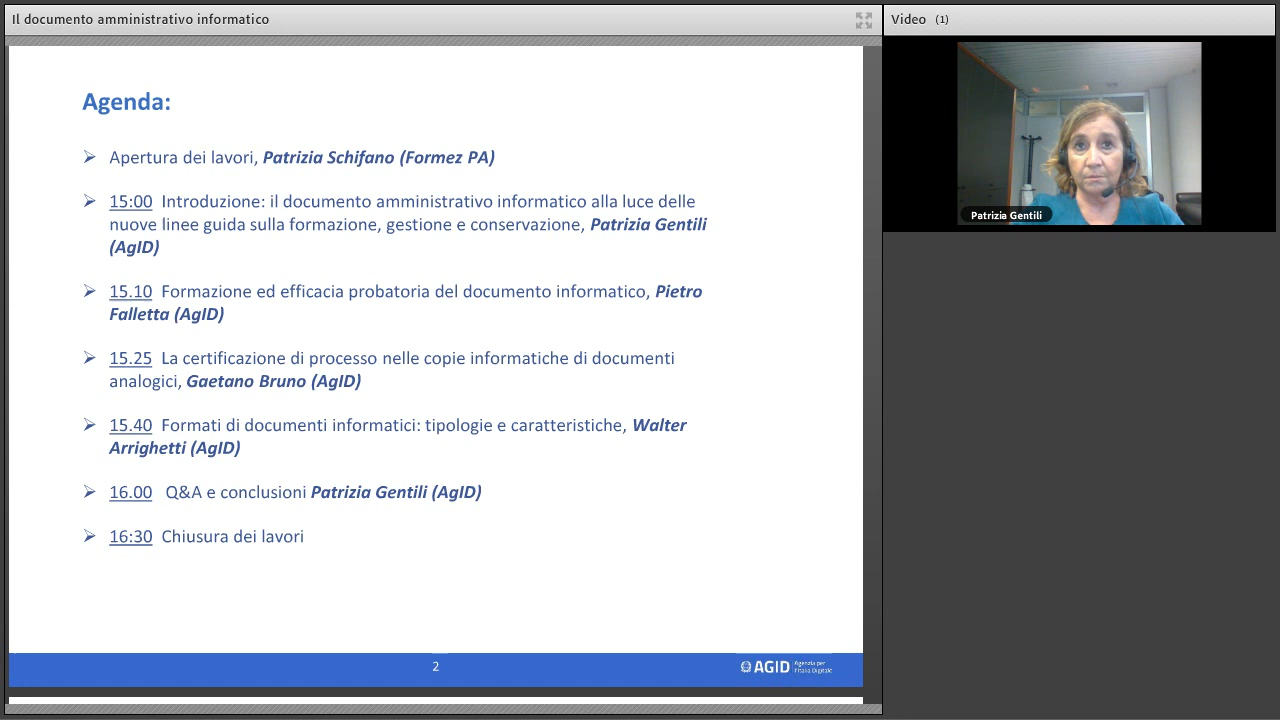 Il documento amministrativo informatico
Video (1)
Agenda:
Apertura dei lavori, Patrizia Schifano (Formez PA)
15:00 Introduzione: il documento amministrativo informatico alla luce delle
nuove linee guida sulla formazione, gestione e conservazione, Patrizia Gentili
(AgID)
15.10 Formazione ed efficacia probatoria del documento informatico, Pietro
Falletta (AgID)
15.25 La certificazione di processo nelle copie informatiche di documenti
analogici, Gaetano Bruno (AgID)
15.40 Formati di documenti informatici: tipologie e caratteristiche, Walter
Arrighetti (AgID)
16.00 Q&A e conclusioni Patrizia Gentili (AgID)
16:30 Chiusura dei lavori
2
AGID Agenzia per
l'Italia Digitale
Patrizia Gentili